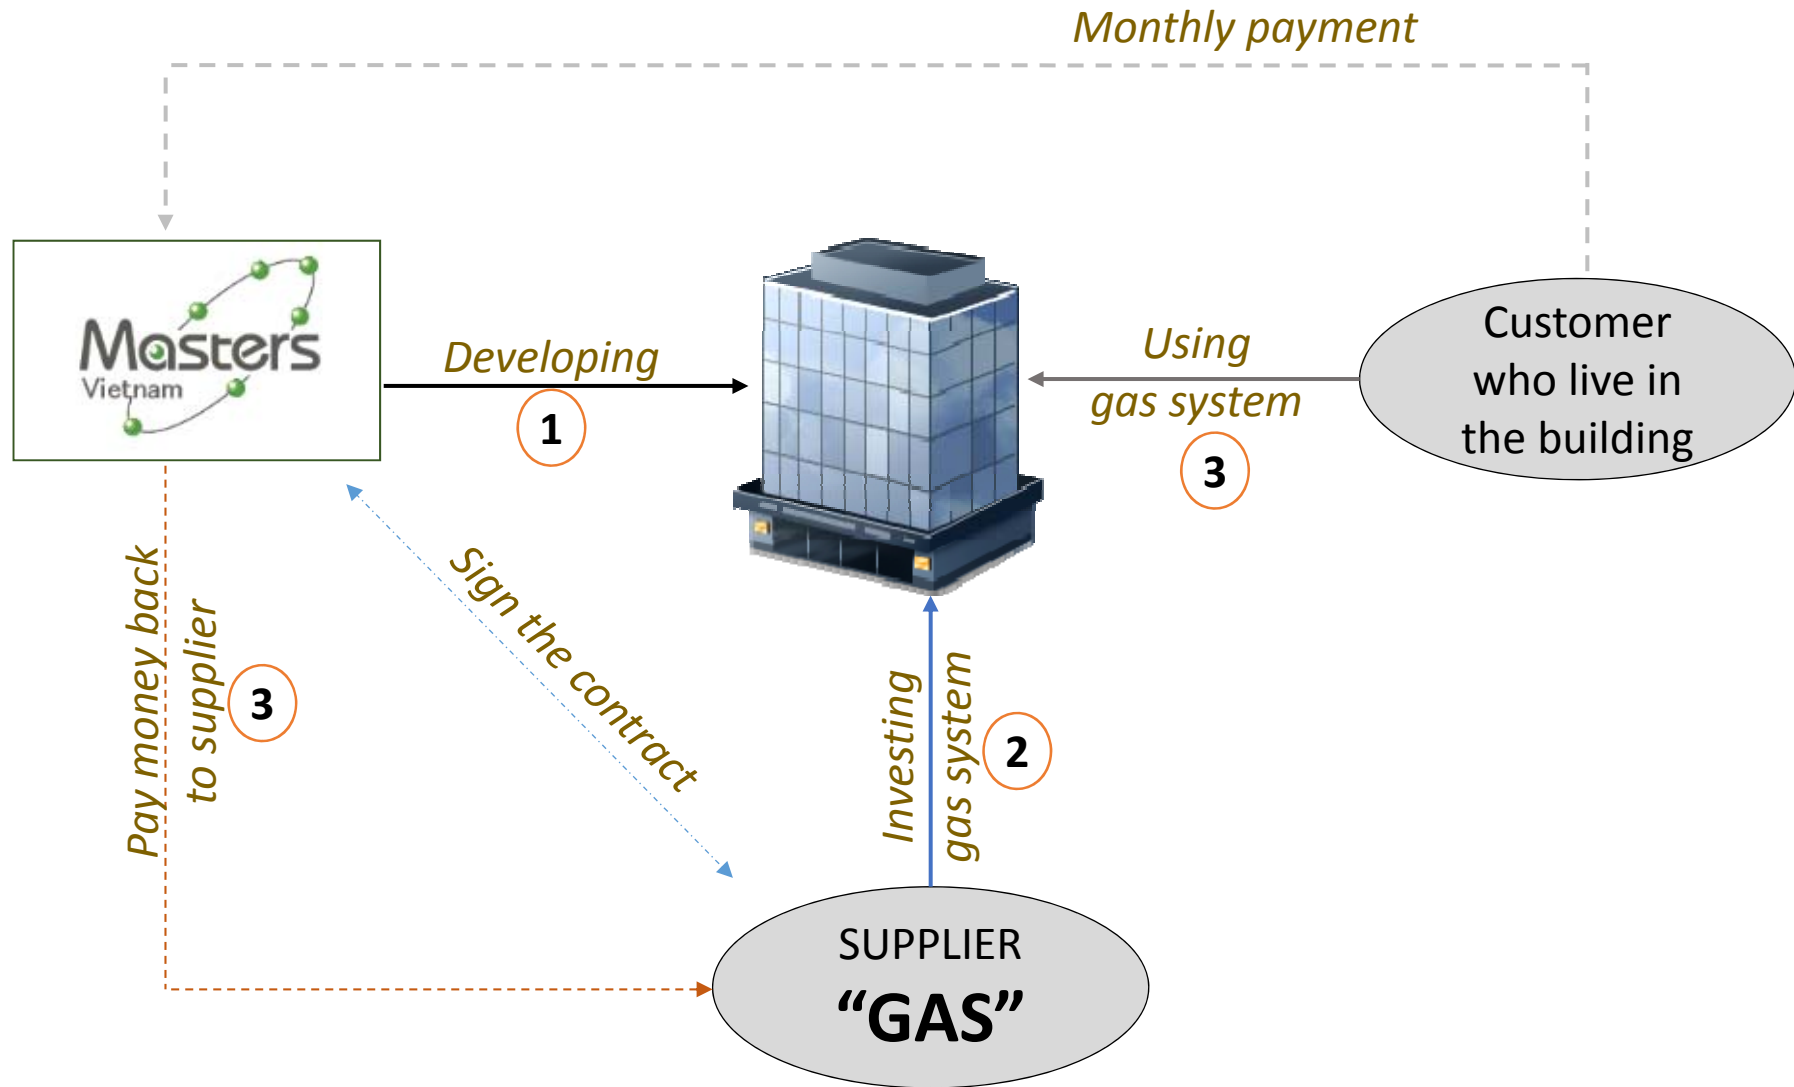 Monthly payment
Masters
Vietnam
Developing
1
Using
gas system
3
Customer
who live in
the building
Pay money back
to supplier
3
Sign the contract
Investing
gas system
2
SUPPLIER
“GAS”